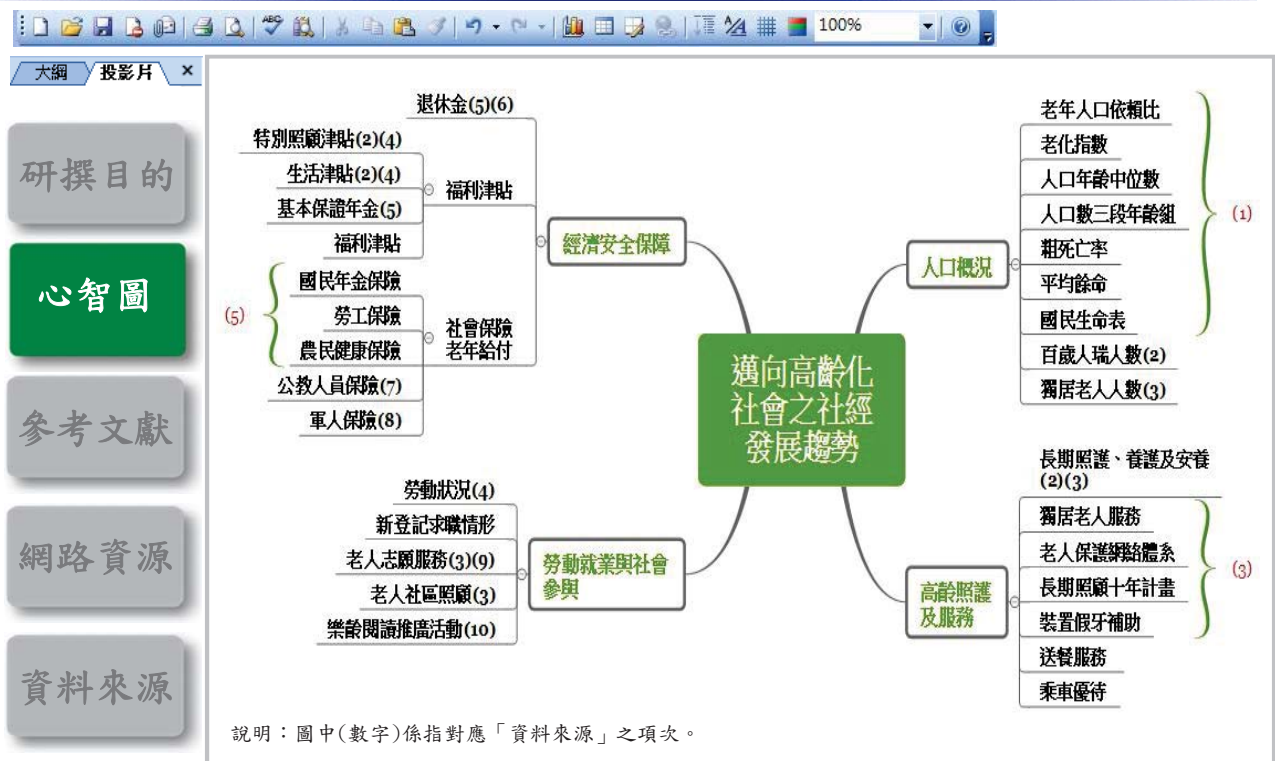 100%
大綱
投影片
×
研撰目的
心智圖
參考文獻
網路資源
資料來源
退休金(5)(6)
特別照顧津貼(2)(4)
生活津貼(2)(4)
基本保證年金(5)
福利津貼
福利津貼
國民年金保險
勞工保險
農民健康保險
公教人員保險(7)
軍人保險(8)
(5)
社會保險
老年給付
經濟安全保障
勞動狀況(4)
新登記求職情形
老人志願服務(3)(9)
老人社區照顧(3)
樂齡閱讀推廣活動(10)
勞動就業與社會
參與
邁向高齡化
社會之社經
發展趨勢
人口概況
老年人口依賴比
老化指數
人口年齡中位數
人口數三段年齡組
粗死亡率
平均餘命
國民生命表
百歲人瑞人數(2)
獨居老人人數(3)
(1)
高齡照護
及服務
長期照護、養護及安養
(2)(3)
獨居老人服務
老人保護網絡體系
長期照顧十年計畫
裝置假牙補助
送餐服務
乘車優待
(3)
說明：圖中(數字)係指對應「資料來源」之項次。